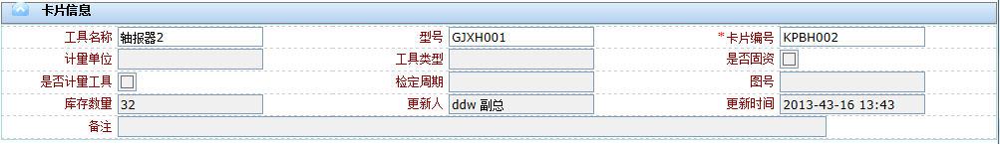 卡片信息
工具名称 轴报器2 型号 GJXH001 *卡片编号 KPBH002
计量单位 工具类型 是否固资
是否计量工具 检定周期 图号
库存数量 32 更新人 ddw 副总 更新时间 2013-43-16 13:43
备注